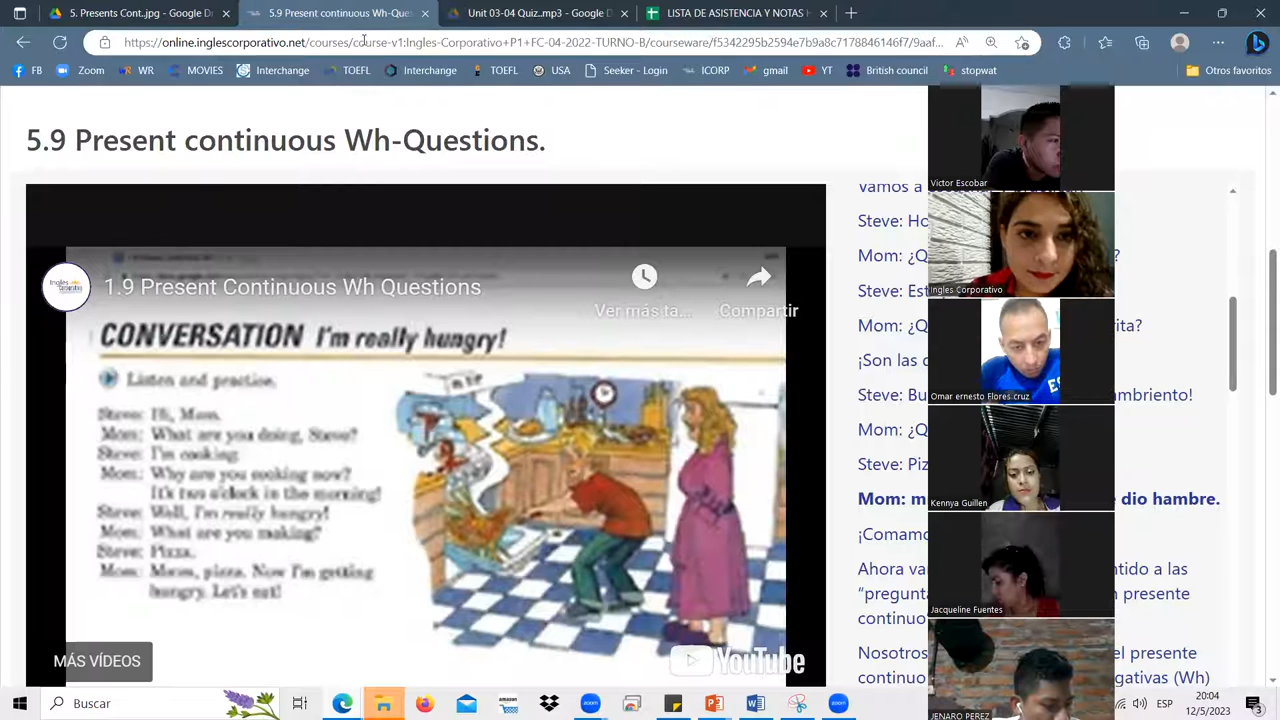 5. Parts Cont.jpg - Google Dr
5.9 Present continuous Wh-Ques
Unit 03-04 Quiz.mp3 - Google D
LISTA DE ASISTENCIA Y NOTAS H
https://online.inglescorporativo.net/courses/course-v1:Ingles-Corporativo+P1+FC-04-2022-TURNO-B/courseware/f5342295b2594e7b9a8c7178846146f7/9aaf...
FB
Zoom
WR
MOVIES
Interchange
TOEFL
Interchange
TOEFL
USA
Seeker - Login
ICORP
gmail
YT
British council
stopwat
Otros favoritos
5.9 Present continuous Wh-Questions.
Ingles
1.9 Present Continuous Wh Questions
Ver más ta...
Compartir
CONVERSATION I'm really hungry!
Listen and practice.
Steve: Hi, Mom.
Mom: What are you doing, Steve?
Steve: I'm cooking.
Mom: Why are you cooking now?
It's two o'clock in the morning!
Steve: Well, I'm really hungry!
Mom: What are you making?
Steve: Pizza.
Mom: Mmm, pizza. Now I'm getting
hungry. Let's eat!
MÁS VÍDEOS
YouTube
vamos a
Steve: Ho
Mom: ¿Q
Steve: Est
Mom: ¿Q rita?
¡Son las d
Steve: Bu ambriento!
Mom: ¿Q
Steve: Piz
Mom: m e dio hambre.
¡Comamo
Ahora va ntido a las
“pregunta n presente
continuo
Nosotros el presente
continuo gativas (Wh)
Víctor Escobar
Ingles Corporativo
Omar ernesto Flores cruz
Kennya Guillen
Jacqueline Fuentes
JENARO PEREZ
Buscar
ESP
20:04
12/5/2023
3